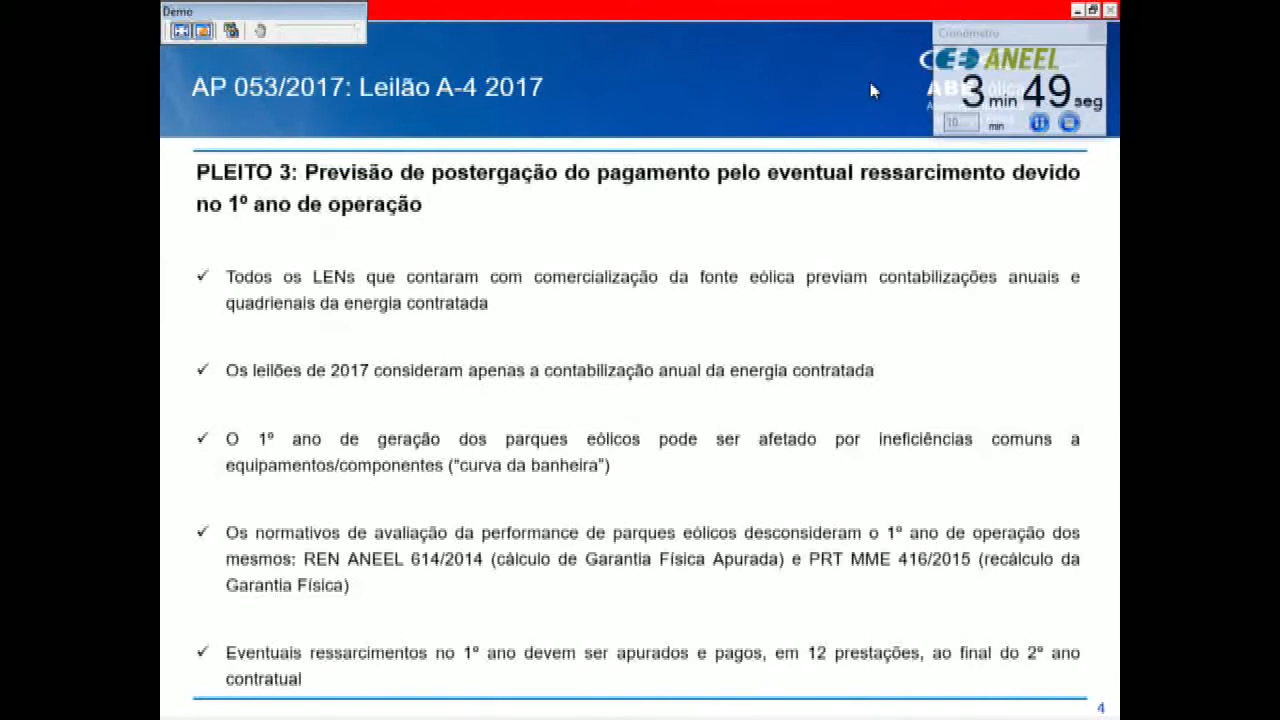 Demo
Cronômetro
ANEEL
AP 053/2017: Leilão A-4 2017
3 min 49 seg
10 min
PLEITO 3: Previsão de postergação do pagamento pelo eventual ressarcimento devido
no 1º ano de operação
✓ Todos os LENs que contaram com comercialização da fonte eólica previam contabilizações anuais e
quadrienais da energia contratada
✓ Os leilões de 2017 consideram apenas a contabilização anual da energia contratada
✓ O 1º ano de geração dos parques eólicos pode ser afetado por ineficiências comuns a
equipamentos/componentes ("curva da banheira")
✓ Os normativos de avaliação da performance de parques eólicos desconsideram o 1º ano de operação dos
mesmos: REN ANEEL 614/2014 (cálculo de Garantia Física Apurada) e PRT MME 416/2015 (recálculo da
Garantia Física)
✓ Eventuais ressarcimentos no 1º ano devem ser apurados e pagos, em 12 prestações, ao final do 2º ano
contratual
4